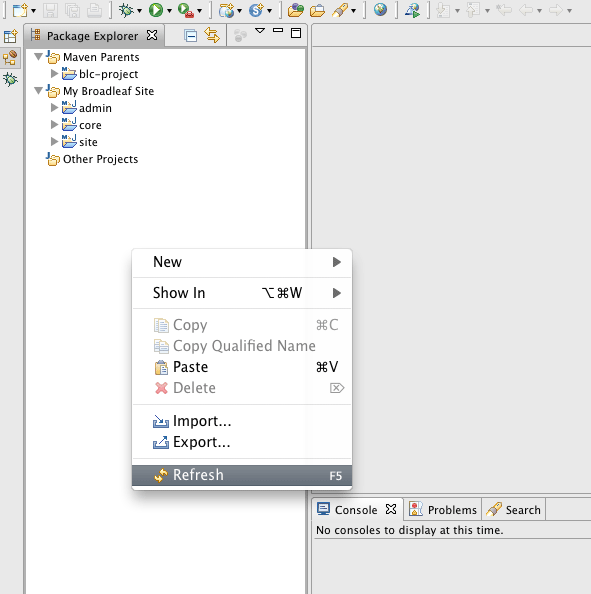 Package Explorer
Maven Parents
blc-project
My Broadleaf Site
admin
core
site
Other Projects
New
Show In ⌥⌘W
Copy ⌘C
Copy Qualified Name
Paste ⌘V
Delete ⌦
Import...
Export...
Refresh F5
Console Problems Search
No consoles to display at this time.